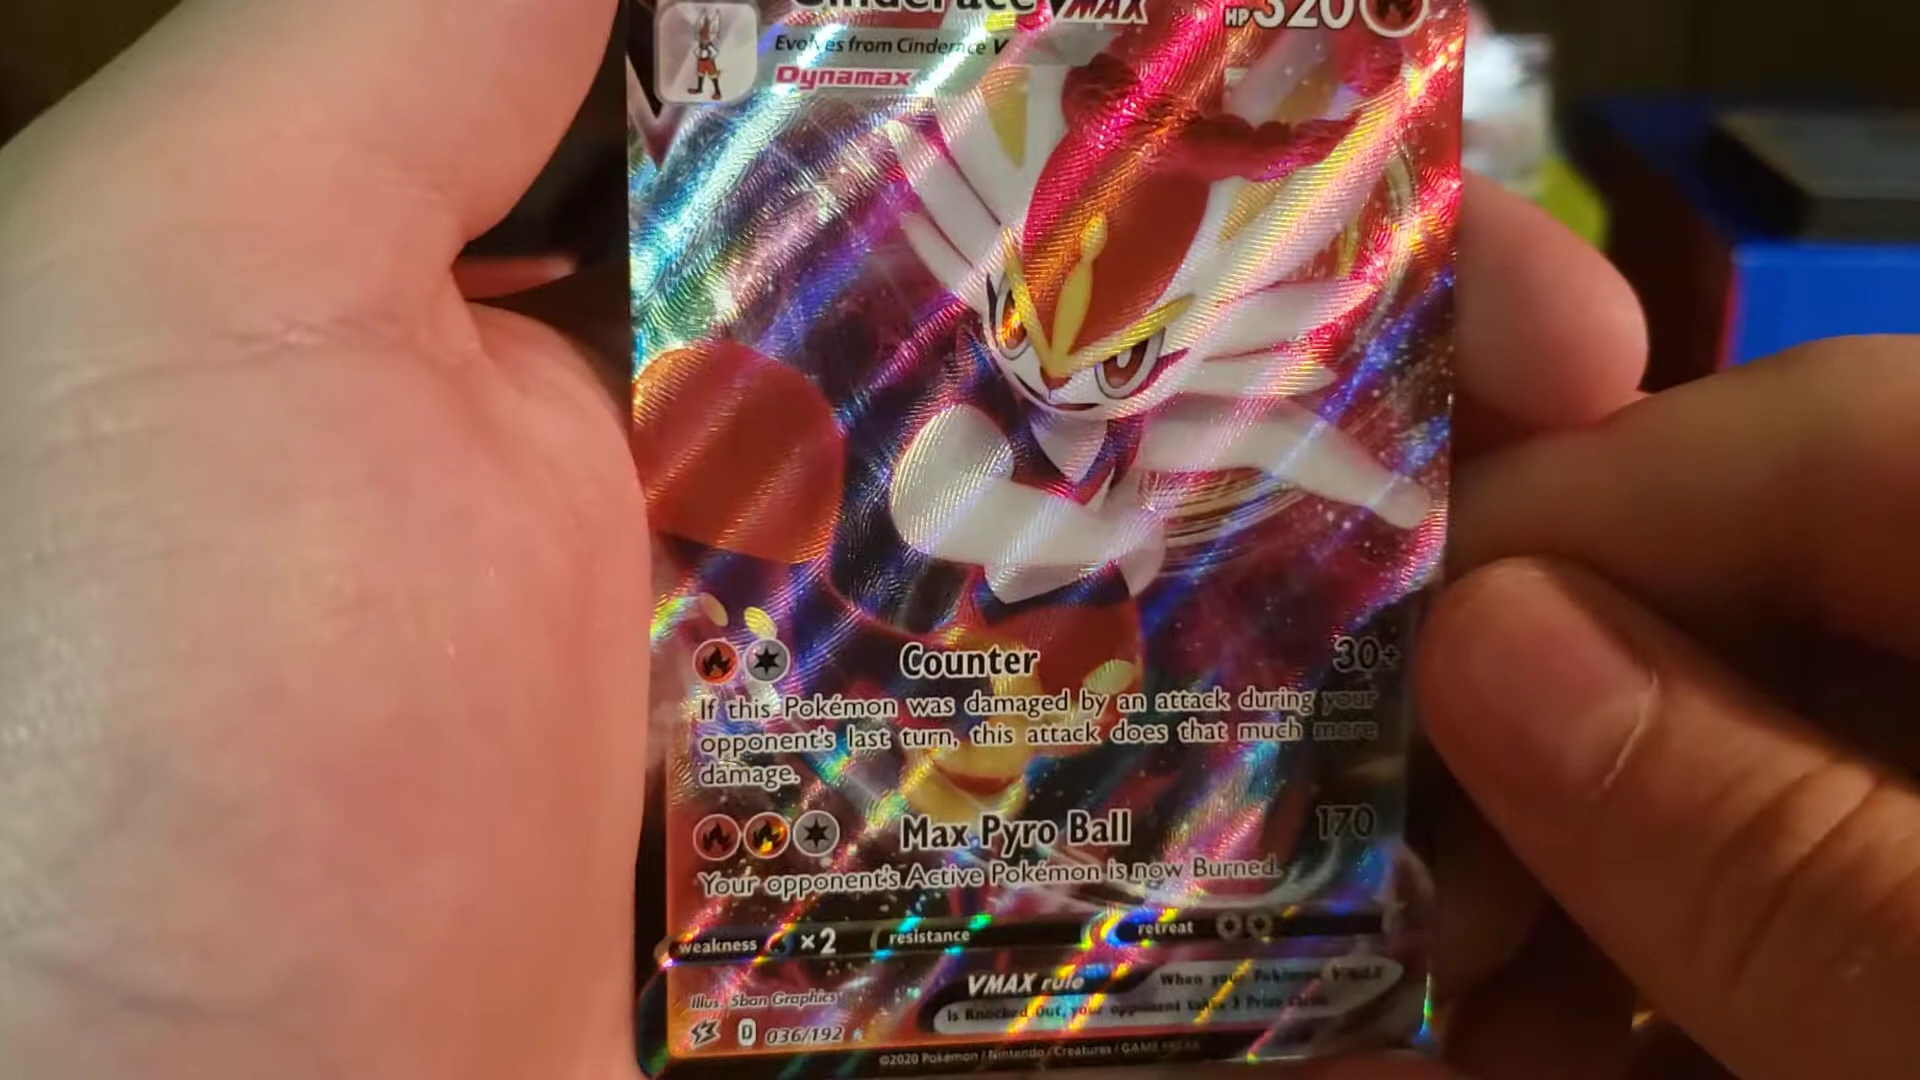 Cinderace VMAX HP 320
Evolves from Cinderace V
Dynamax
Counter 30+
If this Pokémon was damaged by an attack during your
opponent's last turn, this attack does that much more
damage.
Max Pyro Ball 170
Your opponent's Active Pokémon is now Burned.
weakness ×2 resistance retreat
VMAX rule When your Pokémon VMAX
is Knocked Out, your opponent takes 3 Prize cards.
Illus. 5ban Graphics
D 036/192
©2020 Pokémon / Nintendo / Creatures / GAME FREAK